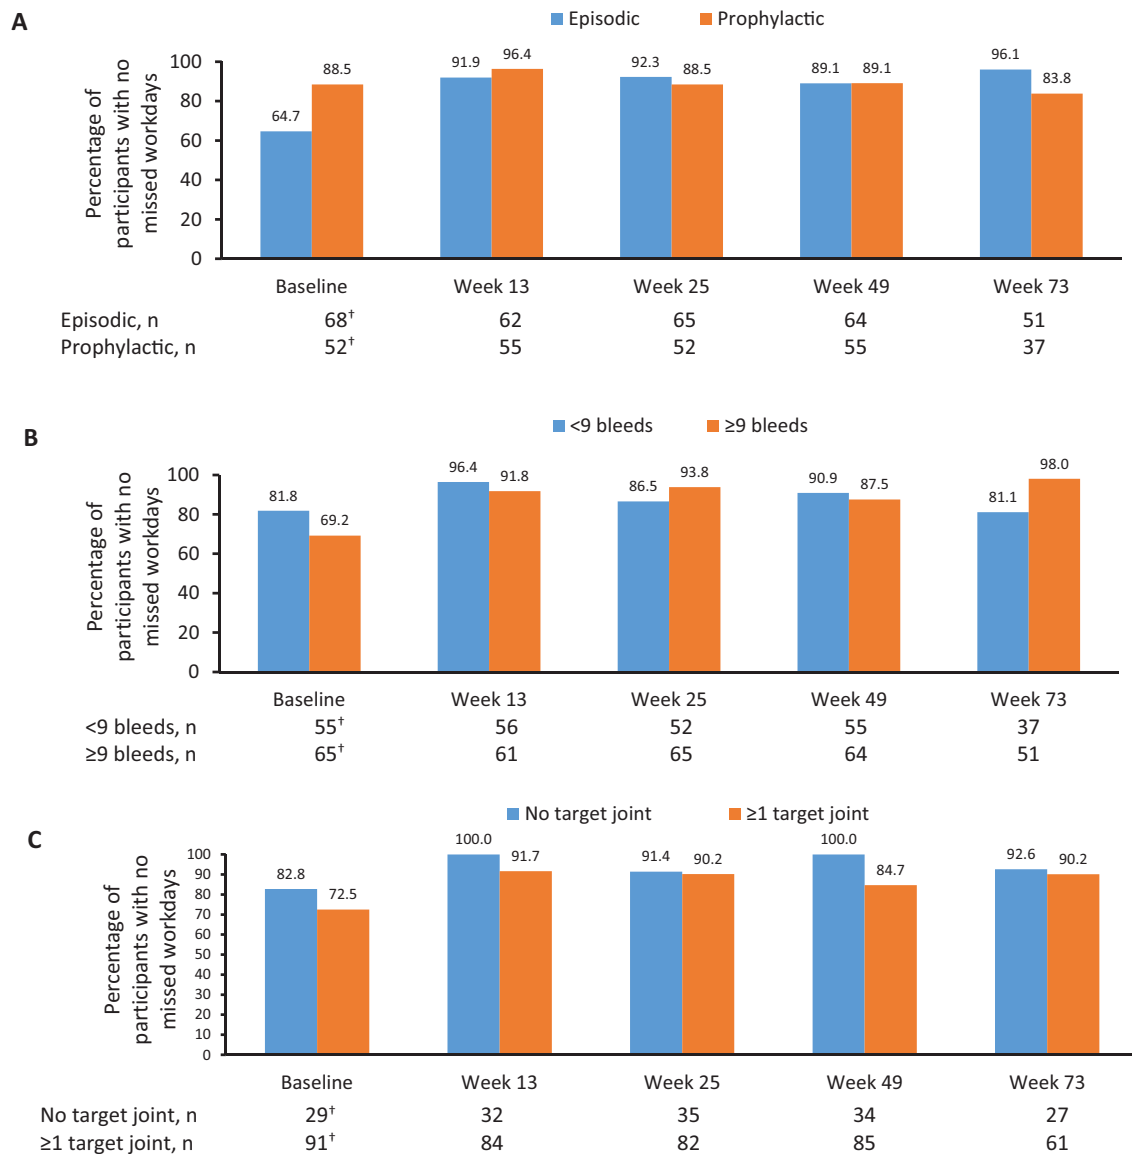 A
Episodic Prophylactic
Percentage of
participants with no
missed workdays
100
80
60
40
20
0
64.7 88.5 91.9 96.4 92.3 88.5 89.1 89.1 96.1 83.8
Baseline Week 13 Week 25 Week 49 Week 73
Episodic, n 68† 62 65 64 51
Prophylactic, n 52† 55 52 55 37
B
<9 bleeds ≥9 bleeds
Percentage of
participants with no
missed workdays
100
80
60
40
20
0
81.8 69.2 96.4 91.8 86.5 93.8 90.9 87.5 81.1 98.0
Baseline Week 13 Week 25 Week 49 Week 73
<9 bleeds, n 55† 56 52 55 37
≥9 bleeds, n 65† 61 65 64 51
C
No target joint ≥1 target joint
Percentage of
participants with no
missed workdays
100
90
80
70
60
50
40
30
20
10
0
82.8 72.5 100.0 91.7 91.4 90.2 100.0 84.7 92.6 90.2
Baseline Week 13 Week 25 Week 49 Week 73
No target joint, n 29† 32 35 34 27
≥1 target joint, n 91† 84 82 85 61